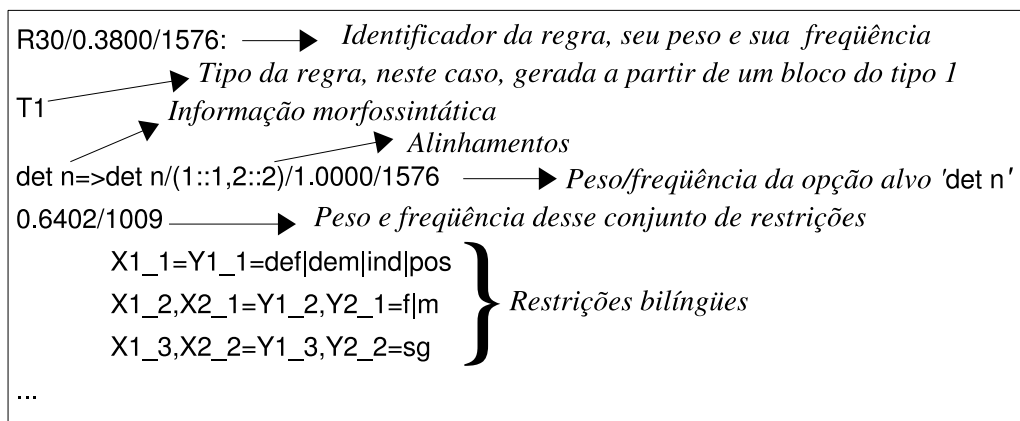 R30/0.3800/1576: Identificador da regra, seu peso e sua freqüência
Tipo da regra, neste caso, gerada a partir de um bloco do tipo 1
T1
Informação morfossintática
Alinhamentos
det n=>det n/(1::1,2::2)/1.0000/1576 Peso/freqüência da opção alvo 'det n'
0.6402/1009 Peso e freqüência desse conjunto de restrições
X1_1=Y1_1=def|dem|ind|pos
X1_2,X2_1=Y1_2,Y2_1=f|m Restrições bilíngües
X1_3,X2_2=Y1_3,Y2_2=sg
...